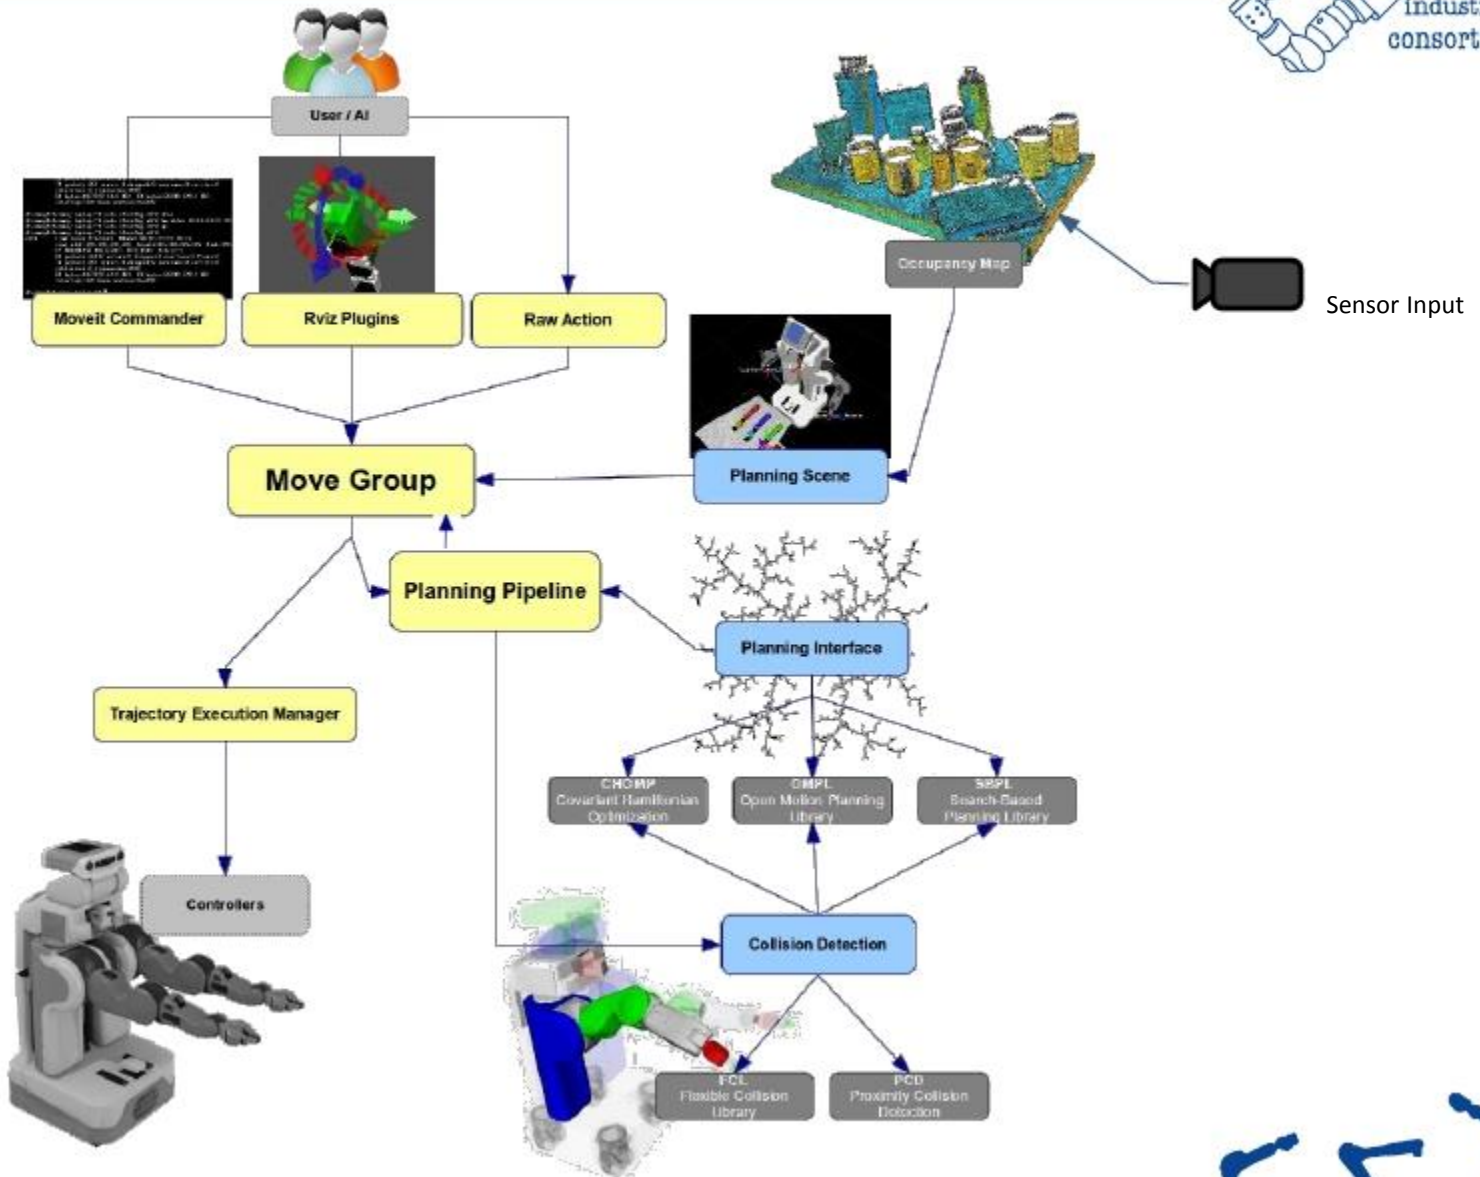 indust
consort
User / AI
Moveit Commander
Rviz Plugins
Raw Action
Occupancy Map
Sensor Input
Planning Scene
Move Group
Planning Pipeline
Planning Interface
Trajectory Execution Manager
CHOMP
Covariant Hamiltonian
Optimization
OMPL
Open Motion Planning
Library
SBPL
Search-Based
Planning Library
Controllers
Collision Detection
FCL
Flexible Collision
Library
PCD
Proximity Collision
Detection